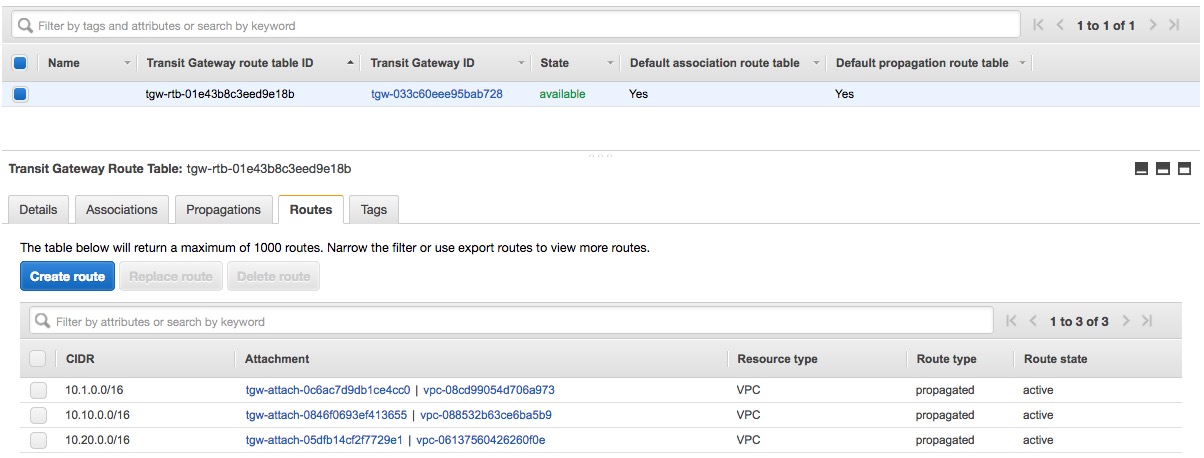 Filter by tags and attributes or search by keyword
1 to 1 of 1
Name Transit Gateway route table ID Transit Gateway ID State Default association route table Default propagation route table
tgw-rtb-01e43b8c3eed9e18b tgw-033c60eee95bab728 available Yes Yes
Transit Gateway Route Table: tgw-rtb-01e43b8c3eed9e18b
Details Associations Propagations Routes Tags
The table below will return a maximum of 1000 routes. Narrow the filter or use export routes to view more routes.
Create route Replace route Delete route
Filter by attributes or search by keyword
1 to 3 of 3
CIDR Attachment Resource type Route type Route state
10.1.0.0/16 tgw-attach-0c6ac7d9db1ce4cc0 | vpc-08cd99054d706a973 VPC propagated active
10.10.0.0/16 tgw-attach-0846f0693ef413655 | vpc-088532b63ce6ba5b9 VPC propagated active
10.20.0.0/16 tgw-attach-05dfb14cf2f7729e1 | vpc-06137560426260f0e VPC propagated active